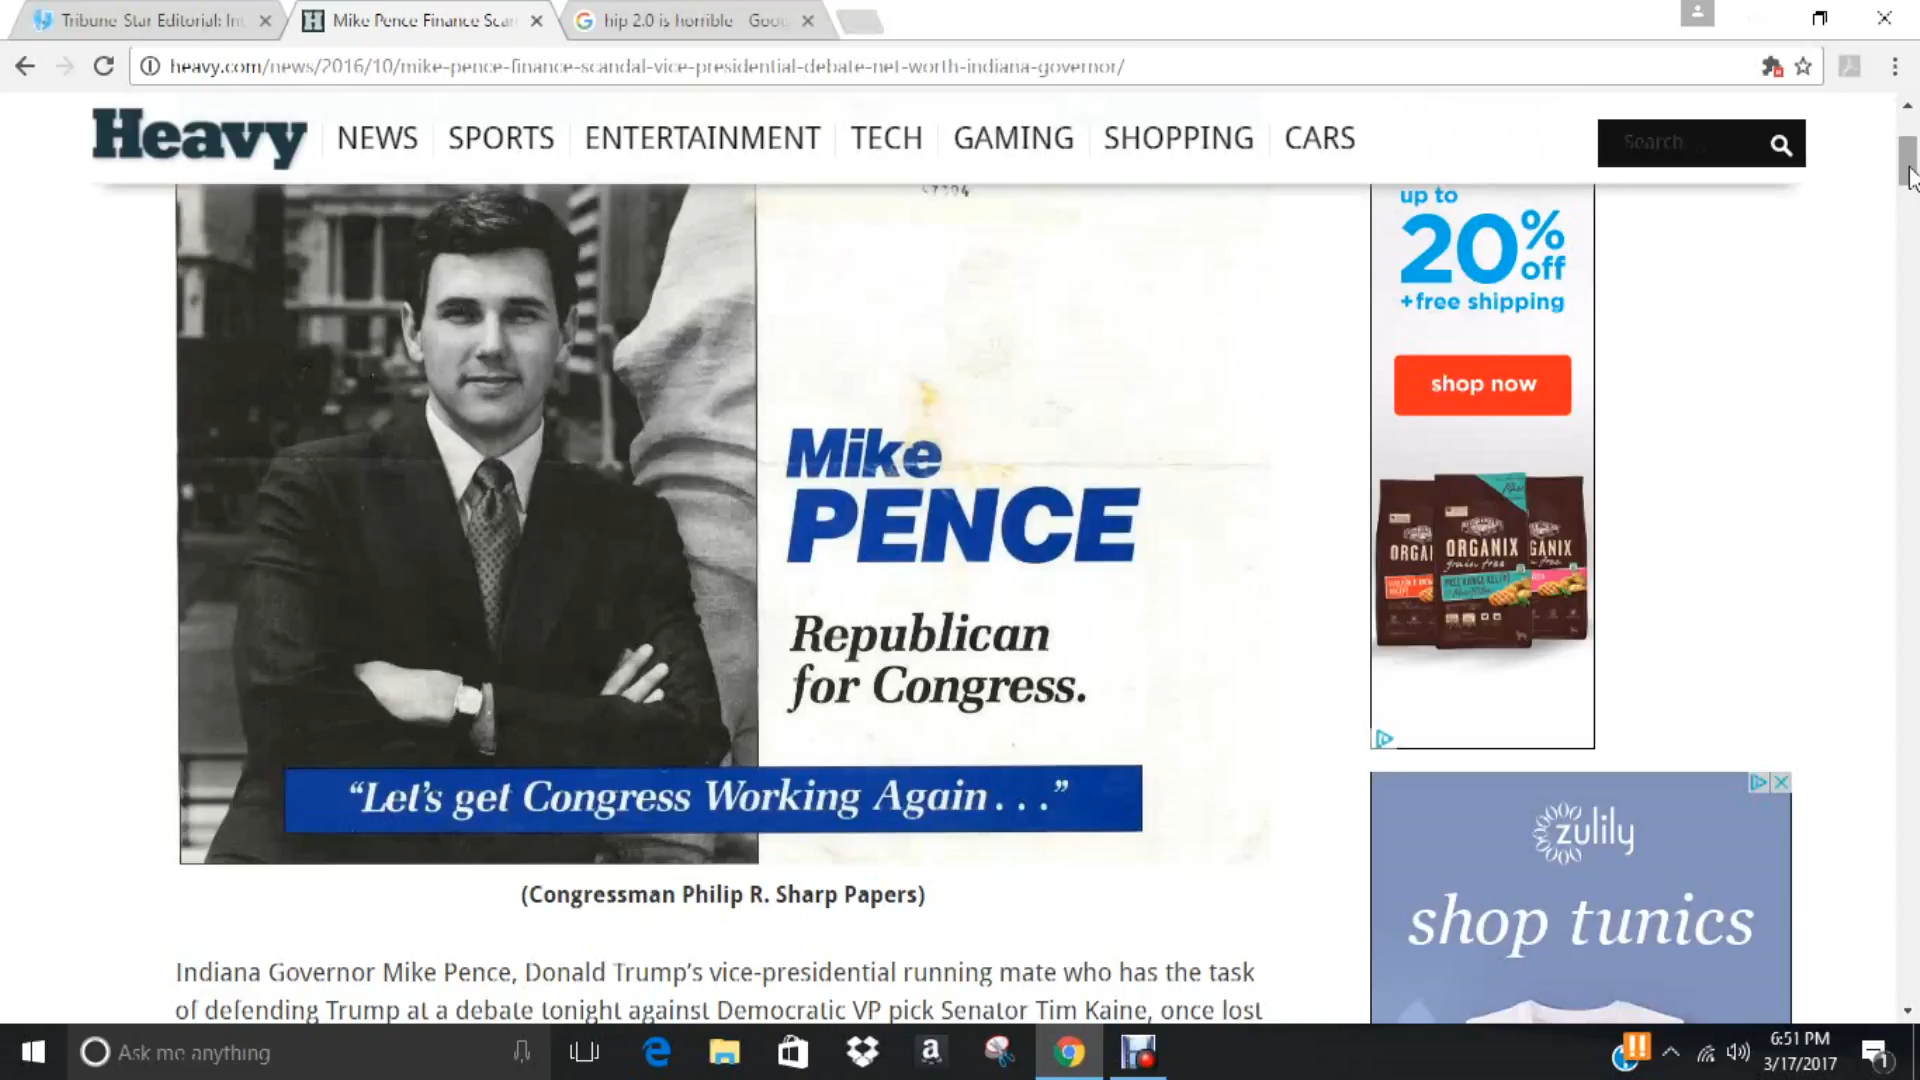 Tribune Star Editorial: In
Mike Pence Finance Scan
hip 2.0 is horrible - Goo
heavy.com/news/2016/10/mike-pence-finance-scandal-vice-presidential-debate-net-worth-indiana-governor/
Heavy
NEWS
SPORTS
ENTERTAINMENT
TECH
GAMING
SHOPPING
CARS
Search
Mike
PENCE
Republican
for Congress.
“Let’s get Congress Working Again . . .”
(Congressman Philip R. Sharp Papers)
Indiana Governor Mike Pence, Donald Trump’s vice-presidential running mate who has the task
of defending Trump at a debate tonight against Democratic VP pick Senator Tim Kaine, once lost
up to
20%
off
+free shipping
shop now
ORGANIX
grain free
zulily
shop tunics
Ask me anything
6:51 PM
3/17/2017